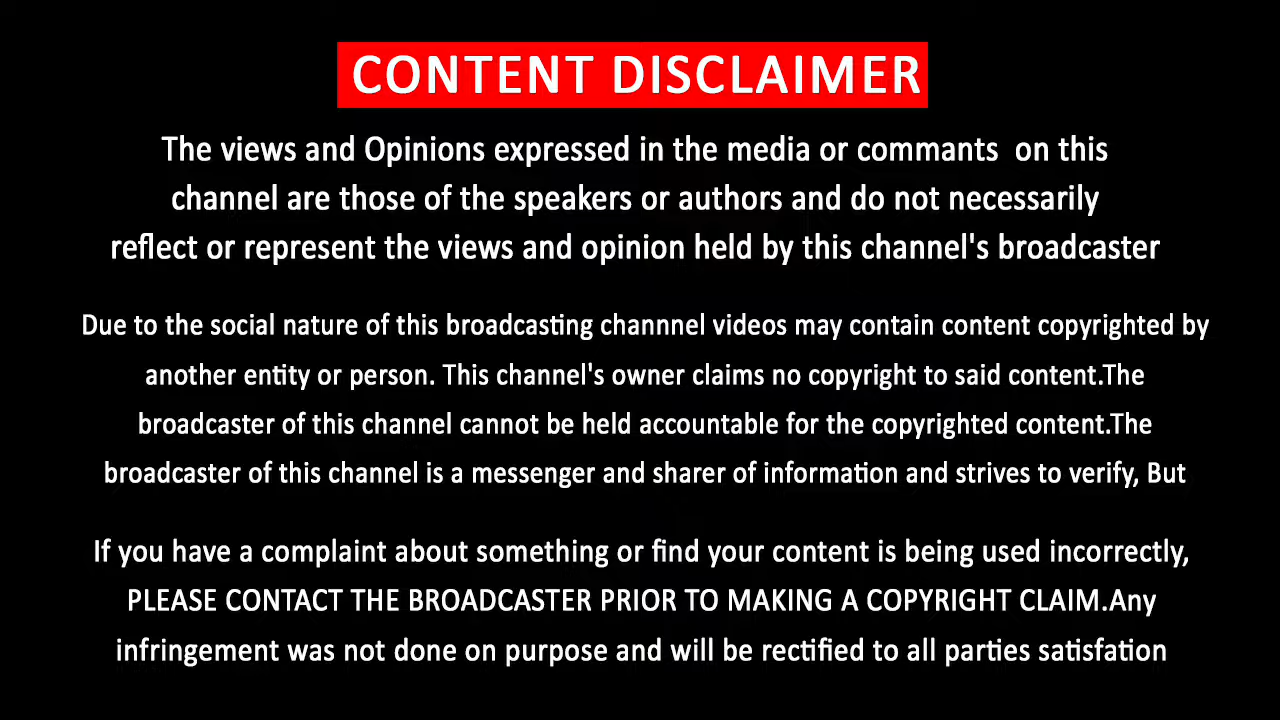 CONTENT DISCLAIMER
The views and Opinions expressed in the media or commants on this
channel are those of the speakers or authors and do not necessarily
reflect or represent the views and opinion held by this channel's broadcaster
Due to the social nature of this broadcasting channnel videos may contain content copyrighted by
another entity or person. This channel's owner claims no copyright to said content.The
broadcaster of this channel cannot be held accountable for the copyrighted content.The
broadcaster of this channel is a messenger and sharer of information and strives to verify, But
If you have a complaint about something or find your content is being used incorrectly,
PLEASE CONTACT THE BROADCASTER PRIOR TO MAKING A COPYRIGHT CLAIM.Any
infringement was not done on purpose and will be rectified to all parties satisfation